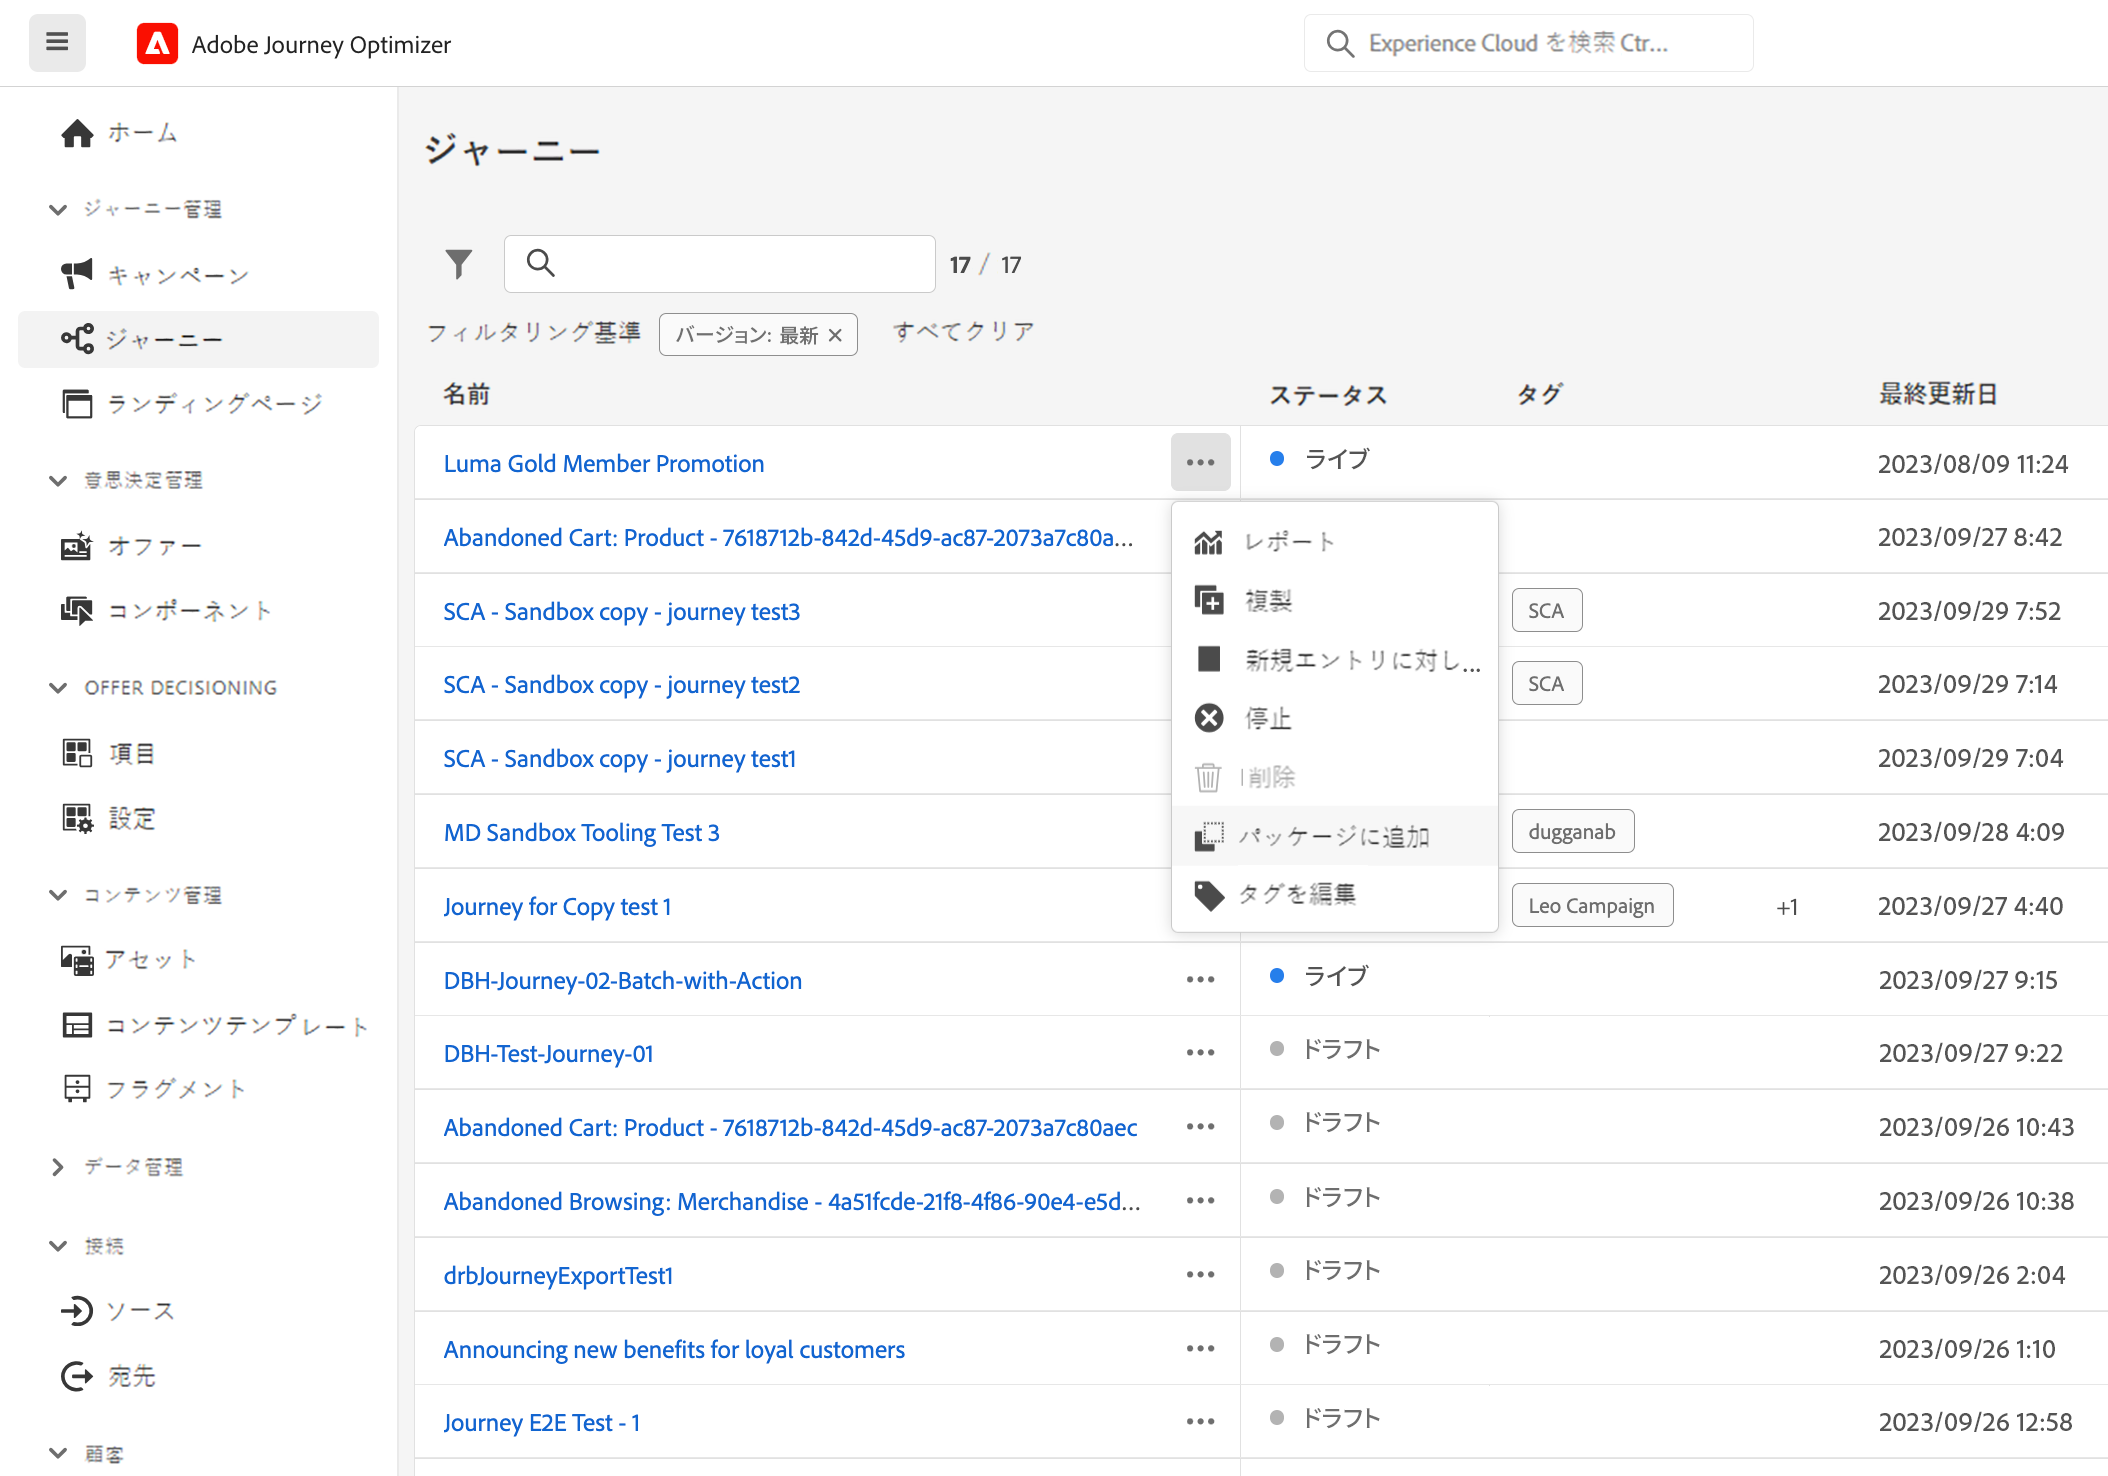 Adobe Journey Optimizer
Experience Cloud を検索 Ctr...
ホーム
ジャーニー管理
キャンペーン
ジャーニー
ランディングページ
意思決定管理
オファー
コンポーネント
OFFER DECISIONING
項目
設定
コンテンツ管理
アセット
コンテンツテンプレート
フラグメント
データ管理
接続
ソース
宛先
顧客
ジャーニー
17 / 17
フィルタリング基準 バージョン: 最新 すべてクリア
名前 ステータス タグ 最終更新日
Luma Gold Member Promotion ライブ 2023/08/09 11:24
Abandoned Cart: Product - 7618712b-842d-45d9-ac87-2073a7c80a... 2023/09/27 8:42
SCA - Sandbox copy - journey test3 SCA 2023/09/29 7:52
SCA - Sandbox copy - journey test2 SCA 2023/09/29 7:14
SCA - Sandbox copy - journey test1 2023/09/29 7:04
MD Sandbox Tooling Test 3 dugganab 2023/09/28 4:09
Journey for Copy test 1 Leo Campaign +1 2023/09/27 4:40
DBH-Journey-02-Batch-with-Action ライブ 2023/09/27 9:15
DBH-Test-Journey-01 ドラフト 2023/09/27 9:22
Abandoned Cart: Product - 7618712b-842d-45d9-ac87-2073a7c80aec ドラフト 2023/09/26 10:43
Abandoned Browsing: Merchandise - 4a51fcde-21f8-4f86-90e4-e5d... ドラフト 2023/09/26 10:38
drbJourneyExportTest1 ドラフト 2023/09/26 2:04
Announcing new benefits for loyal customers ドラフト 2023/09/26 1:10
Journey E2E Test - 1 ドラフト 2023/09/26 12:58
レポート
複製
新規エントリに対し...
停止
削除
パッケージに追加
タグを編集